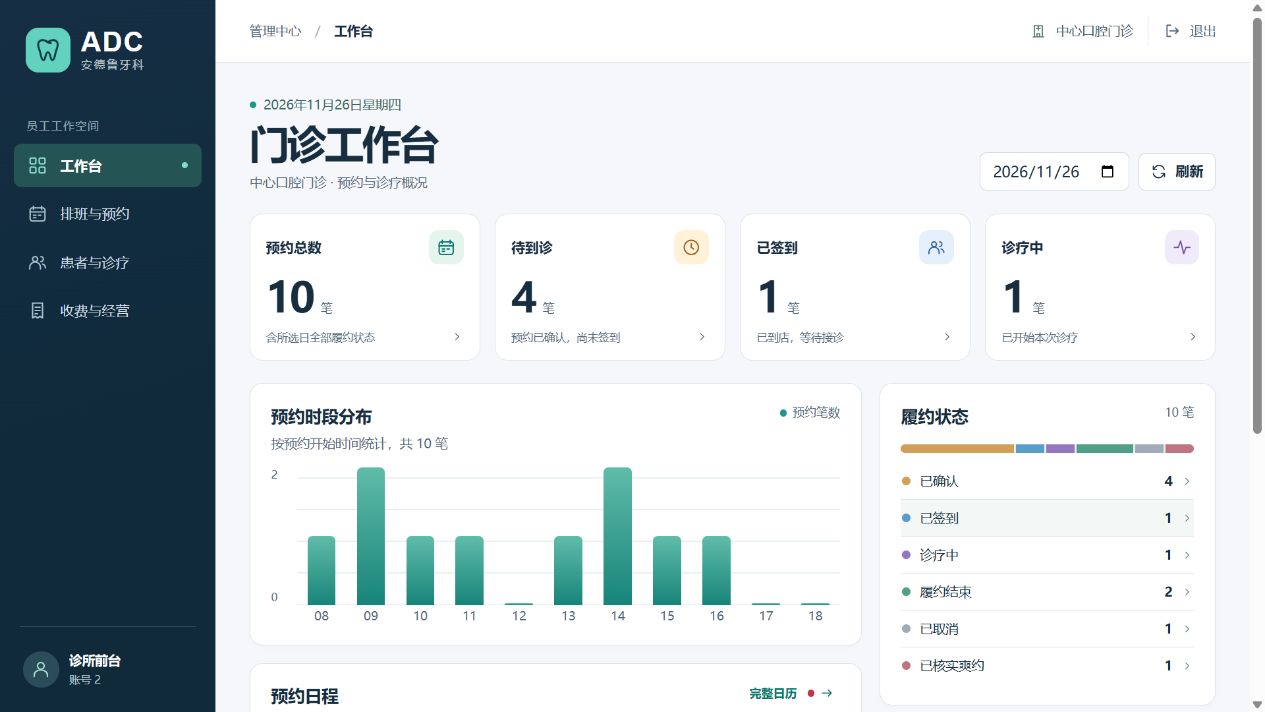 ADC
安德鲁牙科
员工工作空间
工作台
排班与预约
患者与诊疗
收费与经营
诊所前台
账号 2
管理中心 / 工作台
中心口腔门诊
退出
2026年11月26日星期四
门诊工作台
中心口腔门诊 · 预约与诊疗概况
2026/11/26
刷新
预约总数
10 笔
含所选日全部履约状态
待到诊
4 笔
预约已确认，尚未签到
已签到
1 笔
已到店，等待接诊
诊疗中
1 笔
已开始本次诊疗
预约时段分布
预约笔数
按预约开始时间统计，共 10 笔
2
0
08 09 10 11 12 13 14 15 16 17 18
履约状态
10 笔
已确认 4
已签到 1
诊疗中 1
履约结束 2
已取消 1
已核实爽约 1
预约日程
完整日历